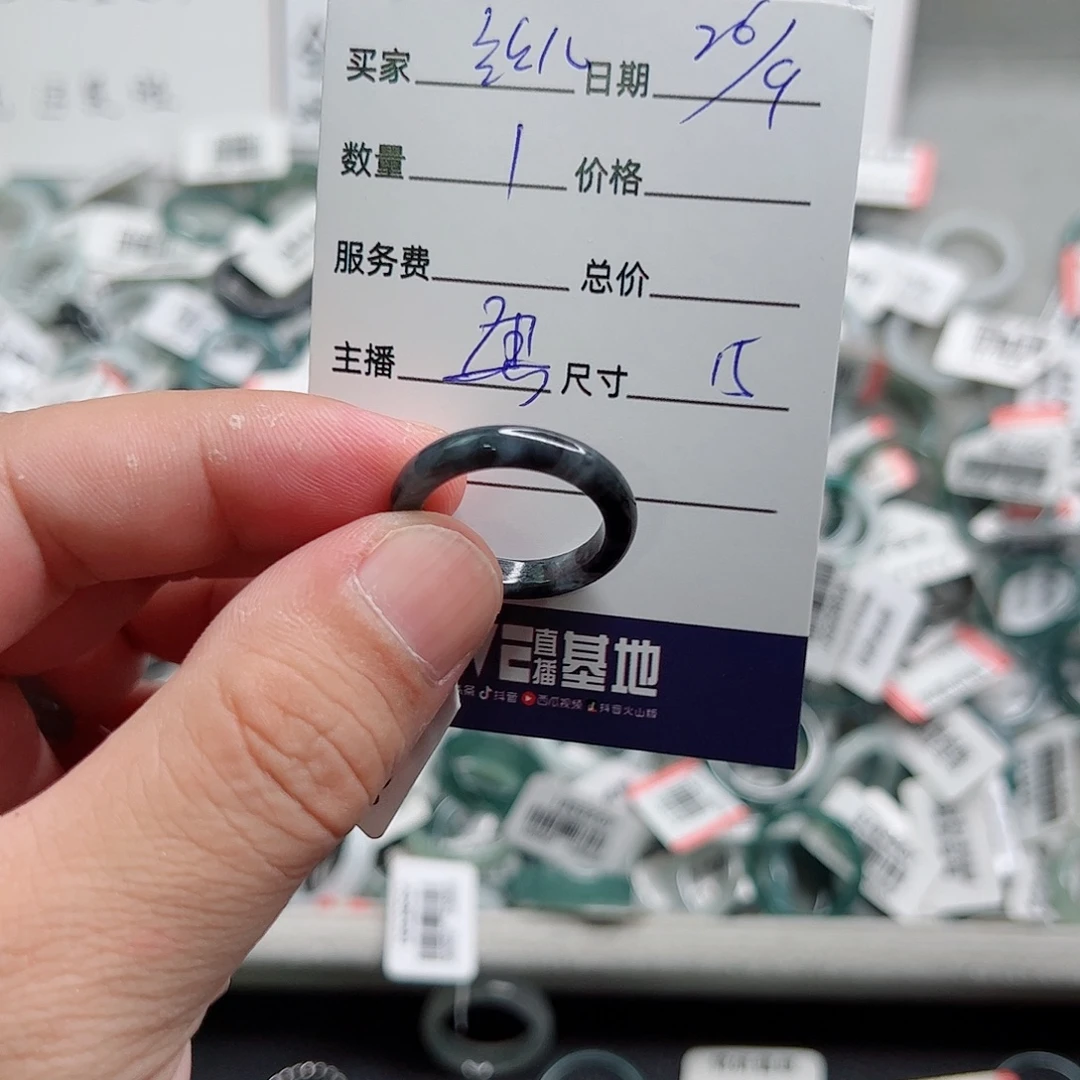 买家 日期 26/9
数量 1 价格
服务费 总价
主播 尺寸 15
直播基地
抖音 西瓜视频 抖音火山版